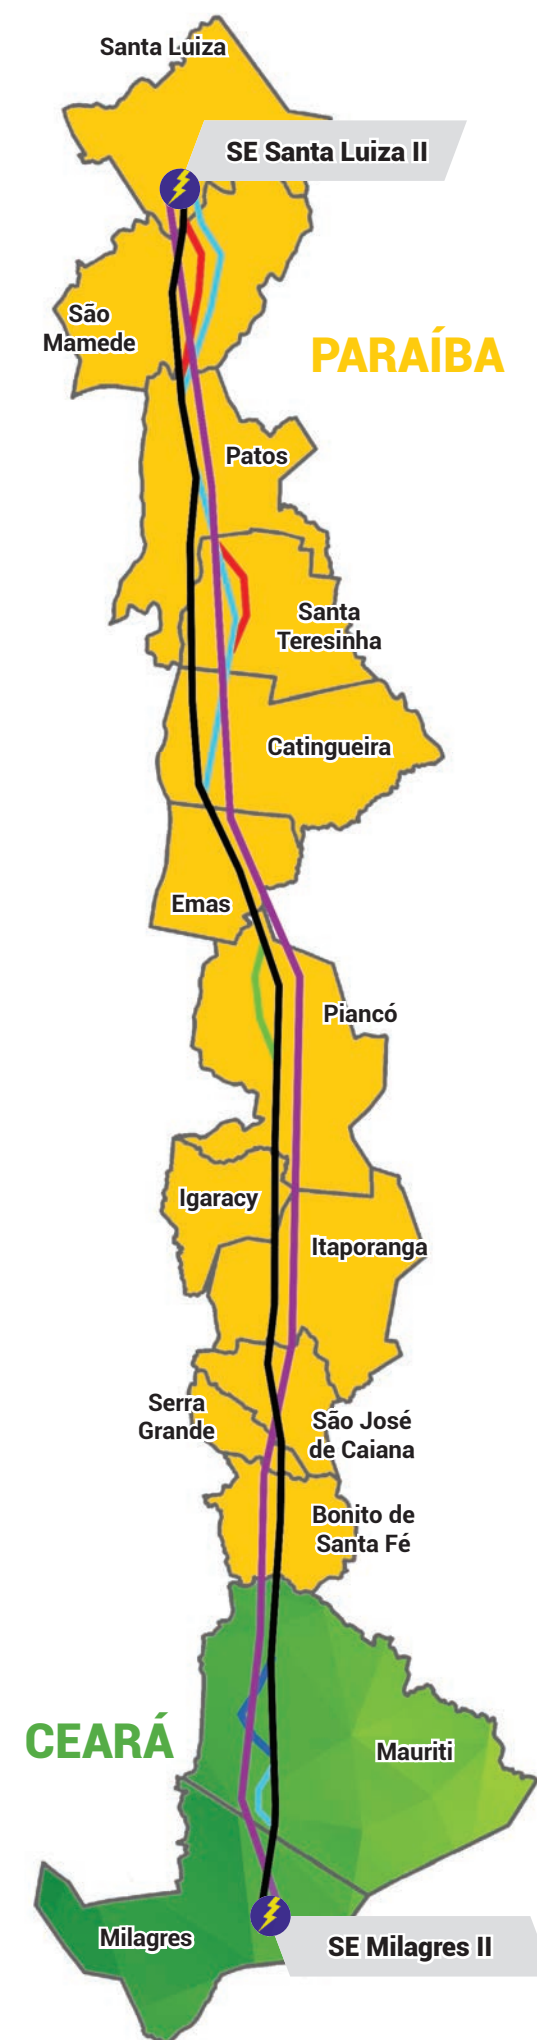 Santa Luiza
SE Santa Luiza II
São
Mamede
PARAÍBA
Patos
Santa
Teresinha
Catingueira
Emas
Piancó
Igaracy
Itaporanga
Serra
Grande
São José
de Caiana
Bonito de
Santa Fé
CEARÁ
Mauriti
Milagres
SE Milagres II